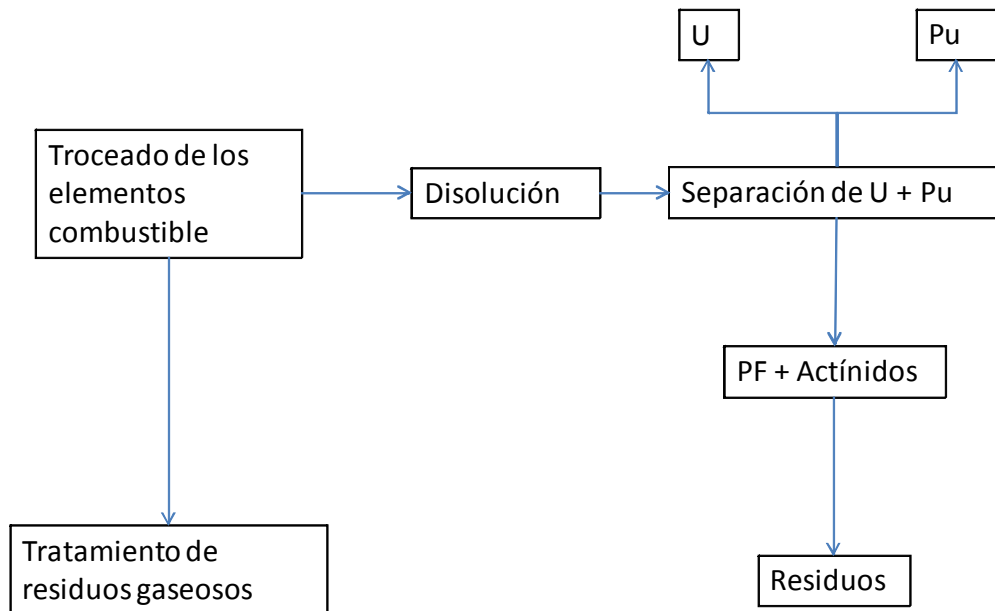 U
Pu
Troceado de los
elementos
combustible
Disolución
Separación de U + Pu
PF + Actínidos
Tratamiento de
residuos gaseosos
Residuos